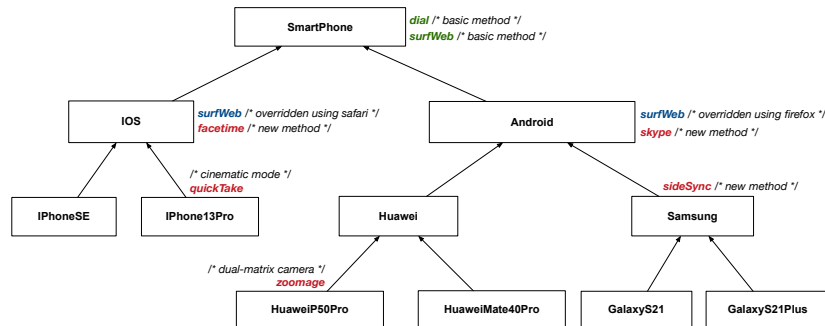 SmartPhone
dial /* basic method */
surfWeb /* basic method */
IOS
surfWeb /* overridden using safari */
facetime /* new method */
Android
surfWeb /* overridden using firefox */
skype /* new method */
/* cinematic mode */
quickTake
sideSync /* new method */
IPhoneSE
IPhone13Pro
Huawei
Samsung
/* dual-matrix camera */
zoomage
HuaweiP50Pro
HuaweiMate40Pro
GalaxyS21
GalaxyS21Plus